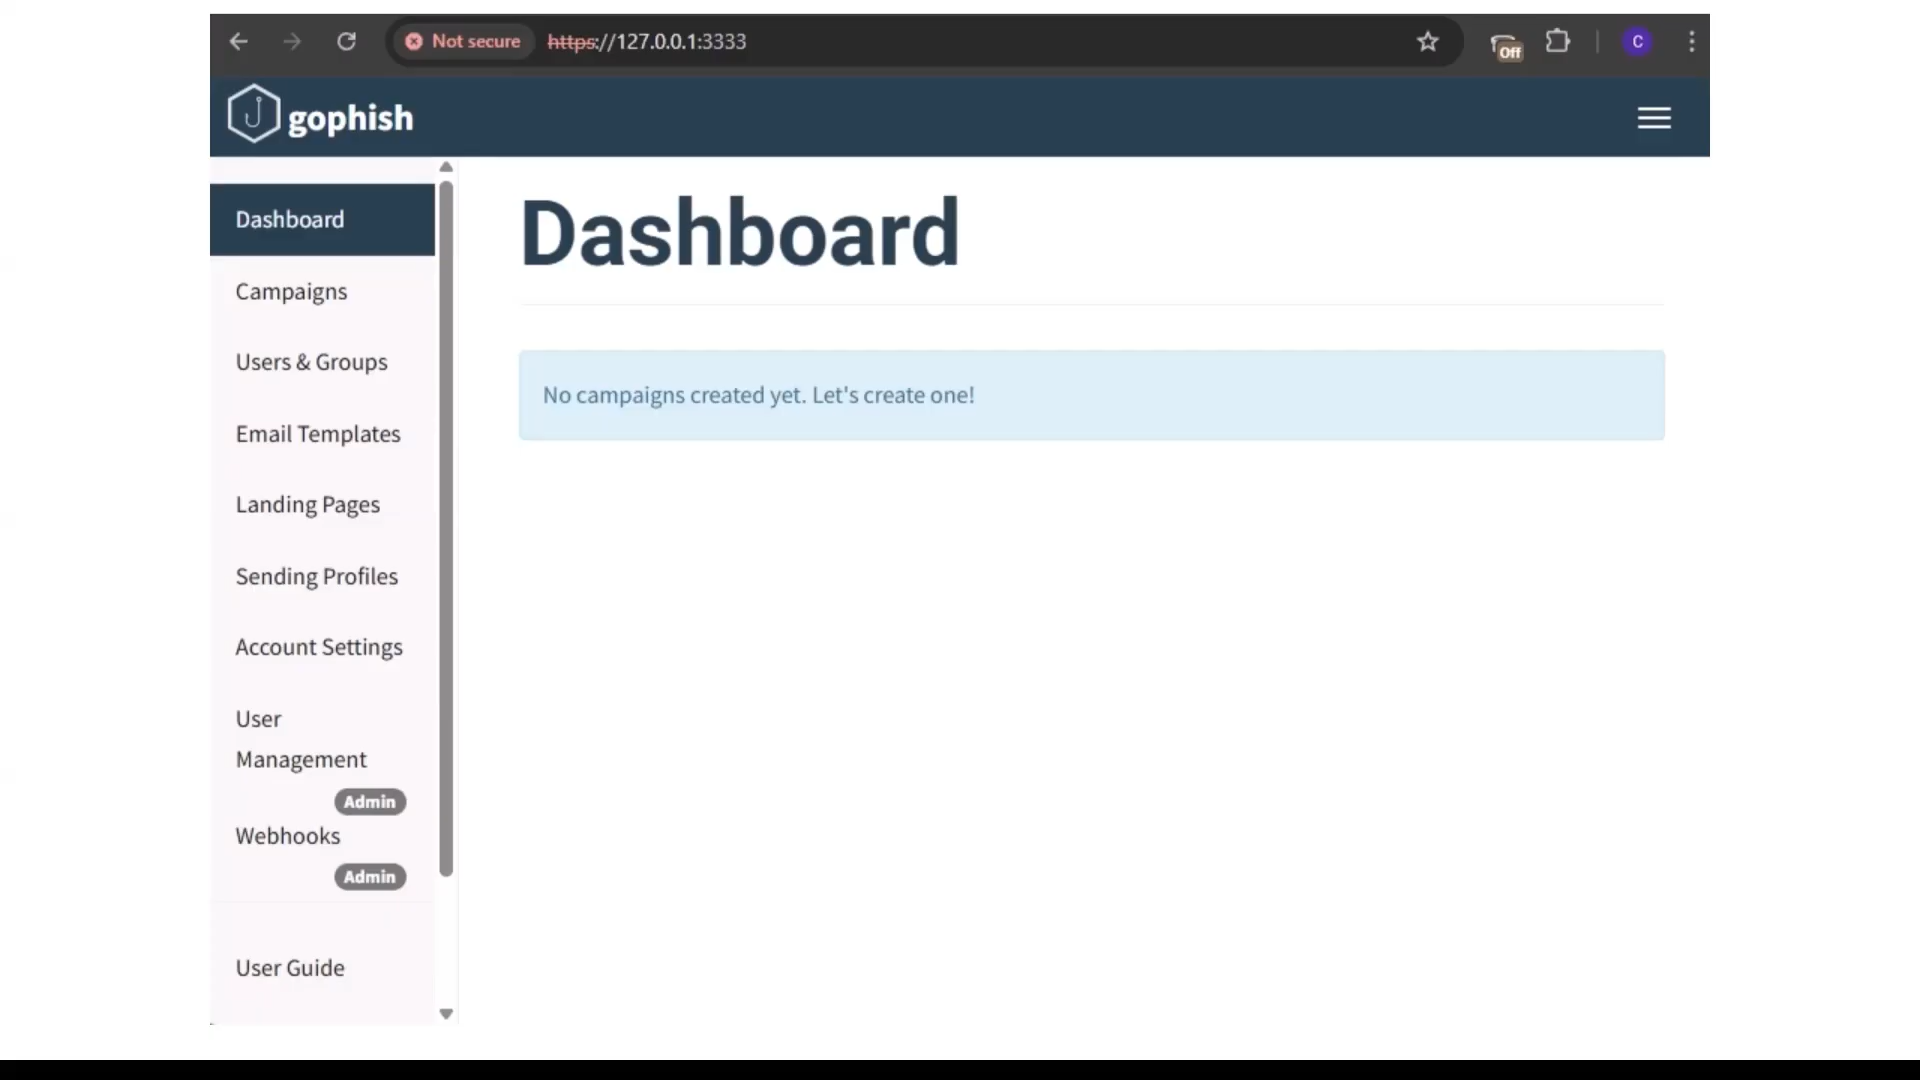 Not secure https://127.0.0.1:3333
Off
C
gophish
Dashboard
Campaigns
Users & Groups
Email Templates
Landing Pages
Sending Profiles
Account Settings
User
Management
Admin
Webhooks
Admin
User Guide
Dashboard
No campaigns created yet. Let's create one!